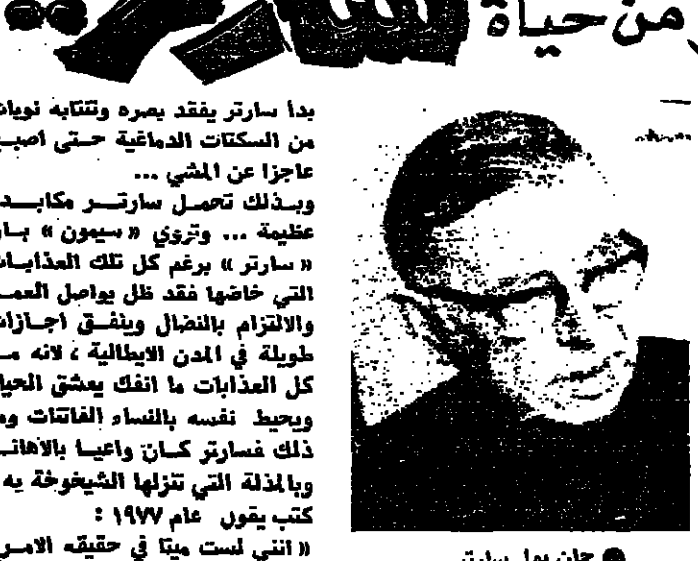 من حياة سارتر..
بدأ سارتر يفقد بصره وتنتابه نوبات
من السكتات الدماغية حتى اصبح
عاجزا عن المشي ...
وبذلك تحمل سارتر مكابد
عظيمة ... وتروي « سيمون » بأن
« سارتر » برغم كل تلك العذابات
التي خاضها فقد ظل يواصل العمل
والالتزام بالنضال وينفق اجازات
طويلة في المدن الايطالية ، لانه مع
كل العذابات ما انفك يعشق الحياة
ويحيط نفسه بالنساء الفاتنات ومع
ذلك فسارتر كان واعيا بالاهانة
وبالمذلة التي تنزلها الشيخوخة به
كتب يقول عام ١٩٧٧ :
« انني لست ميتا في حقيقه الامر
● جان بول سارتر